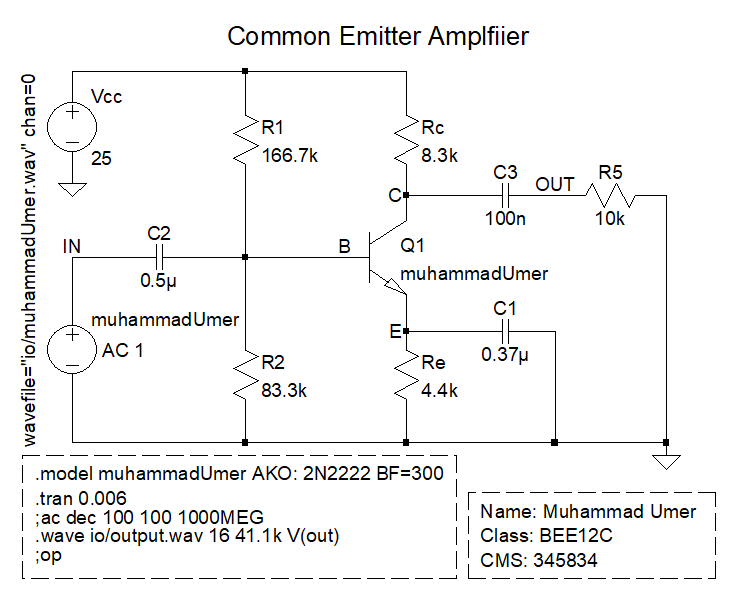 Common Emitter Amplfiier
wavefile="io/muhammadUmer.wav" chan=0
Vcc
25
R1
166.7k
Rc
8.3k
C3
100n
OUT
R5
10k
C
IN
C2
0.5µ
B
Q1
muhammadUmer
muhammadUmer
AC 1
E
C1
0.37µ
R2
83.3k
Re
4.4k
.model muhammadUmer AKO: 2N2222 BF=300
.tran 0.006
;ac dec 100 100 1000MEG
.wave io/output.wav 16 41.1k V(out)
;op
Name: Muhammad Umer
Class: BEE12C
CMS: 345834